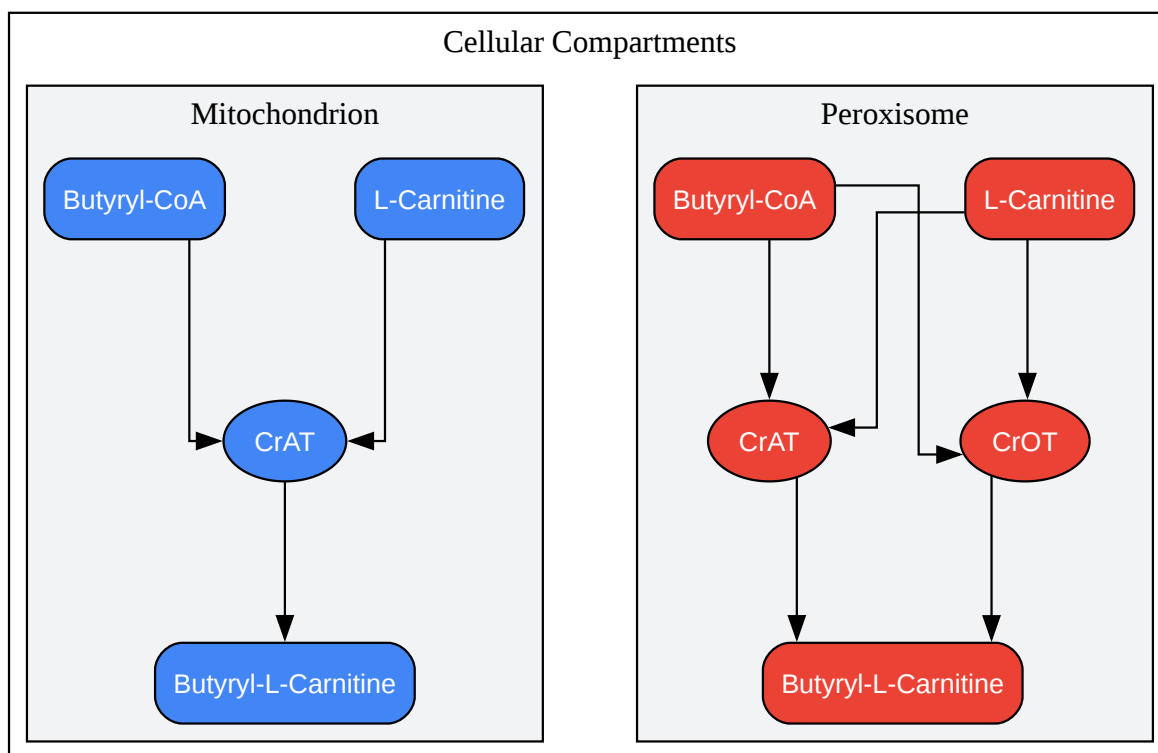 Cellular Compartments
Mitochondrion
Butyryl-CoA
L-Carnitine
CrAT
Butyryl-L-Carnitine
Peroxisome
Butyryl-CoA
L-Carnitine
CrAT
CrOT
Butyryl-L-Carnitine